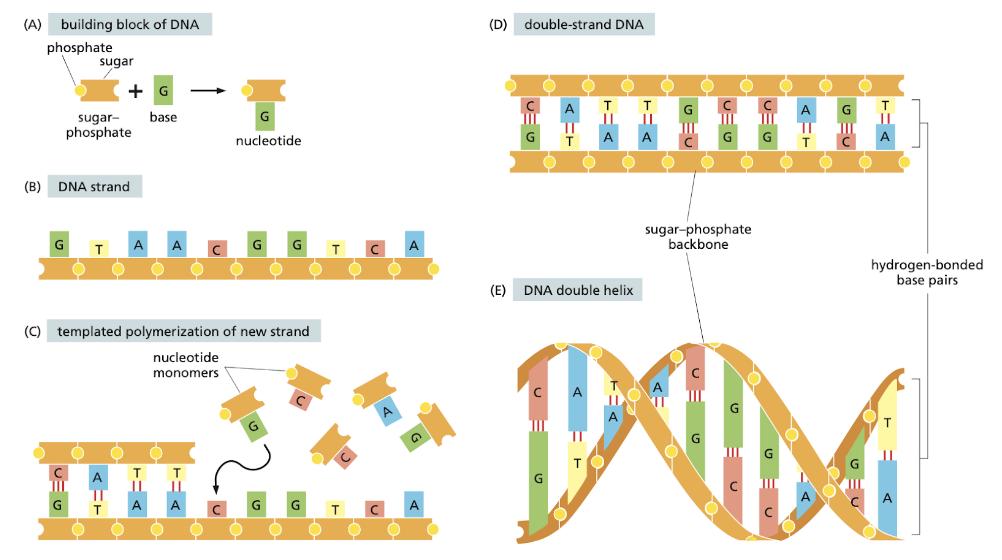 (A) building block of DNA
phosphate
sugar
+
G
sugar–
phosphate
base
G
nucleotide
(B) DNA strand
G T A A C G G T C A
(C) templated polymerization of new strand
nucleotide
monomers
C
A
G
G
C
C A T T
G T A A C G G T C A
(D) double-strand DNA
C A T T G C C A G T
G T A A C G G T C A
sugar–phosphate
backbone
hydrogen-bonded
base pairs
(E) DNA double helix
C A T A C G G A G T
G T A G C C C A